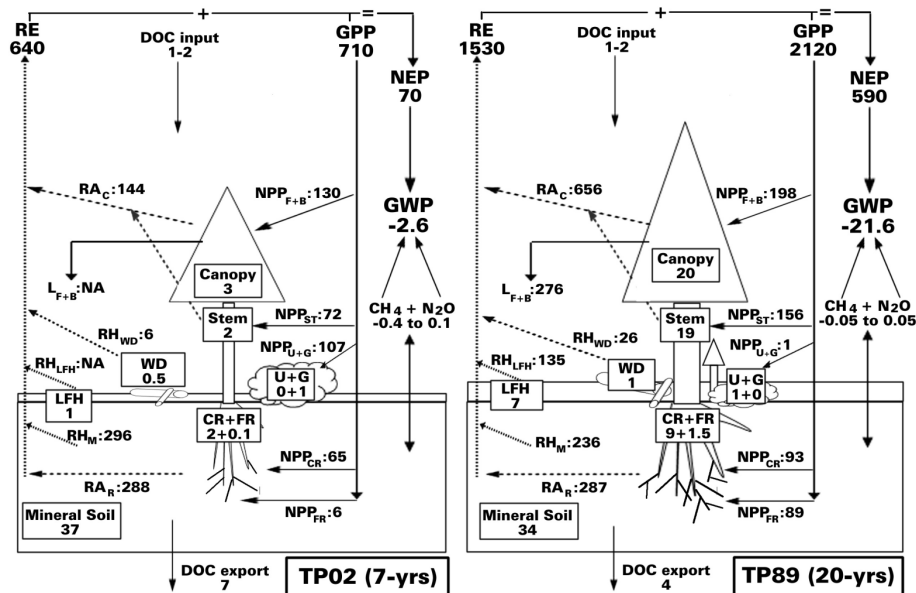 + =
RE
640
DOC input
1-2
GPP
710
NEP
70
RA_C:144
NPP_F+B:130
GWP
-2.6
Canopy
3
L_F+B:NA
CH₄ + N₂O
-0.4 to 0.1
Stem
2
NPP_ST:72
RH_WD:6
NPP_U+G:107
RH_LFH:NA
WD
0.5
U+G
0+1
LFH
1
CR+FR
2+0.1
RH_M:296
NPP_CR:65
RA_R:288
NPP_FR:6
Mineral Soil
37
DOC export
7
TP02 (7-yrs)
+ =
RE
1530
DOC input
1-2
GPP
2120
NEP
590
RA_C:656
NPP_F+B:198
GWP
-21.6
Canopy
20
L_F+B:276
CH₄ + N₂O
-0.05 to 0.05
Stem
19
NPP_ST:156
RH_WD:26
NPP_U+G:1
RH_LFH:135
WD
1
U+G
1+0
LFH
7
CR+FR
9+1.5
RH_M:236
NPP_CR:93
RA_R:287
NPP_FR:89
Mineral Soil
34
DOC export
4
TP89 (20-yrs)